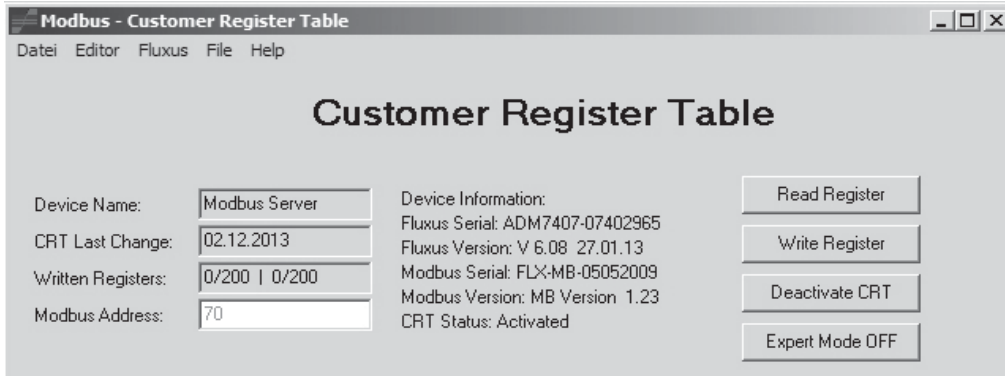 Modbus - Customer Register Table
Datei Editor Fluxus File Help
Customer Register Table
Device Name: Modbus Server
CRT Last Change: 02.12.2013
Written Registers: 0/200 | 0/200
Modbus Address: 70
Device Information:
Fluxus Serial: ADM7407-07402965
Fluxus Version: V 6.08 27.01.13
Modbus Serial: FLX-MB-05052009
Modbus Version: MB Version 1.23
CRT Status: Activated
Read Register
Write Register
Deactivate CRT
Expert Mode OFF